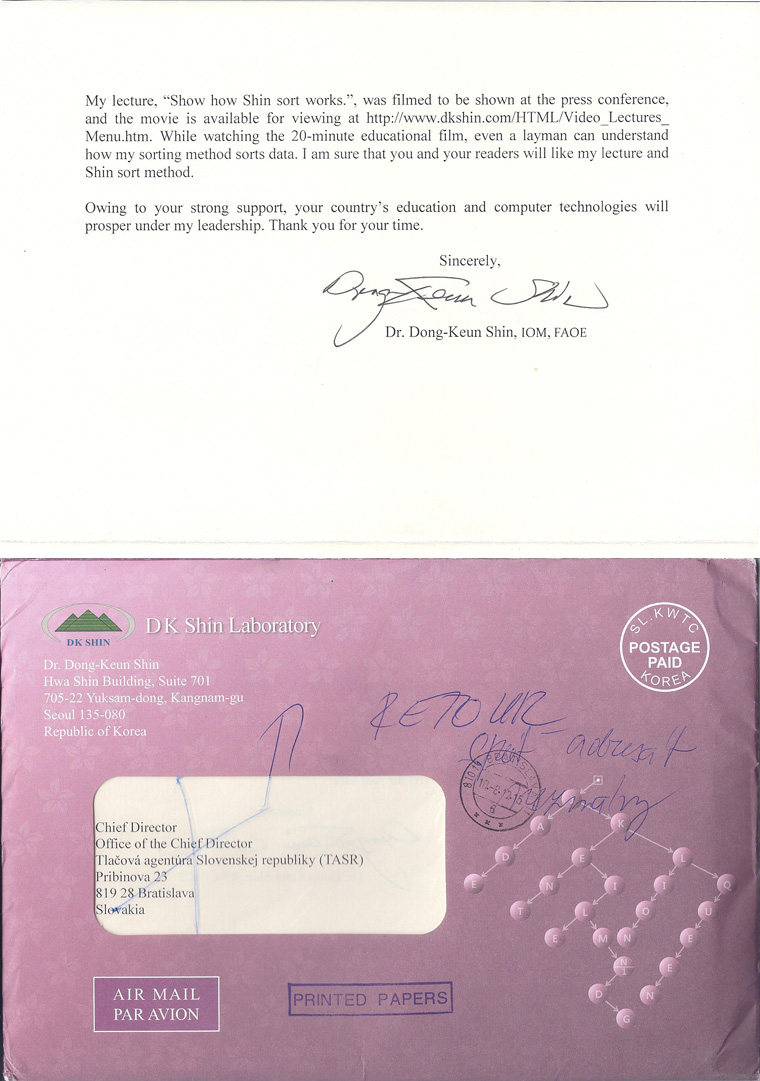 My lecture, “Show how Shin sort works.”, was filmed to be shown at the press conference,
and the movie is available for viewing at http://www.dkshin.com/HTML/Video_Lectures_
Menu.htm. While watching the 20-minute educational film, even a layman can understand
how my sorting method sorts data. I am sure that you and your readers will like my lecture and
Shin sort method.
Owing to your strong support, your country’s education and computer technologies will
prosper under my leadership. Thank you for your time.
Sincerely,
Dong-Keun Shin
Dr. Dong-Keun Shin, IOM, FAOE
DK SHIN
DK Shin Laboratory
Dr. Dong-Keun Shin
Hwa Shin Building, Suite 701
705-22 Yuksam-dong, Kangnam-gu
Seoul 135-080
Republic of Korea
SL.KWTC
POSTAGE
PAID
KOREA
RETOUR
adresát
neznámy
Chief Director
Office of the Chief Director
Tlačová agentúra Slovenskej republiky (TASR)
Pribinova 23
819 28 Bratislava
Slovakia
A K
D E L
E N I I Q
T L O U
E M N E
E
D N
G
AIR MAIL
PAR AVION
PRINTED PAPERS